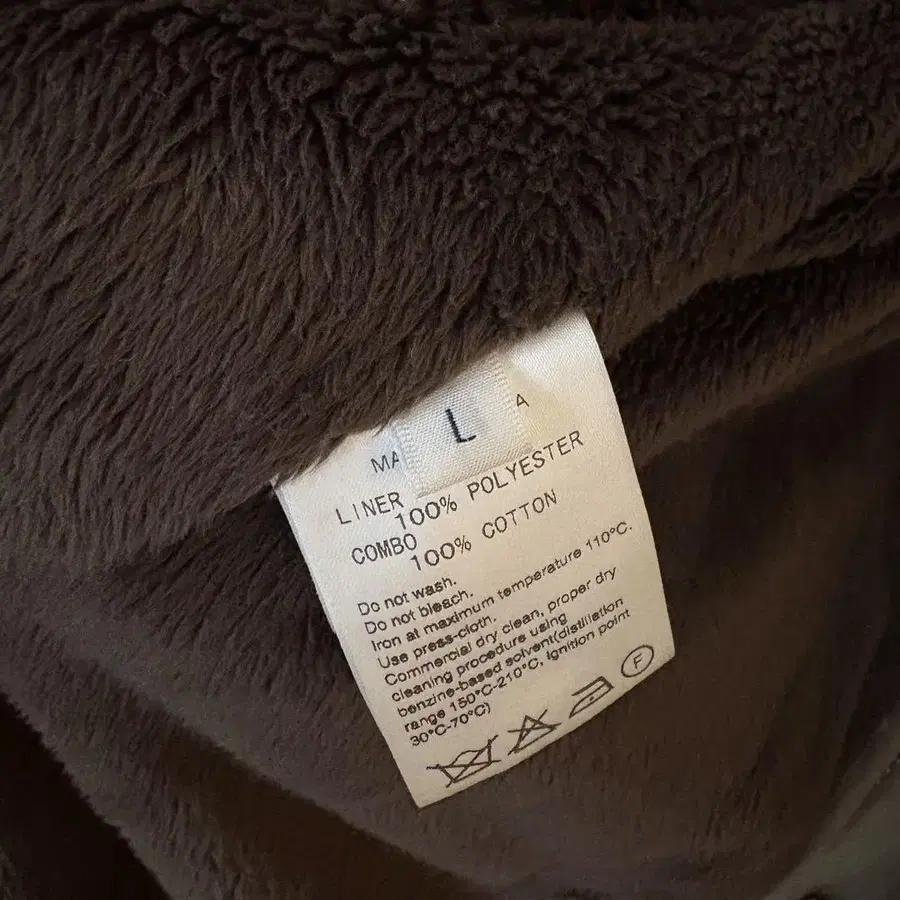 L
A
MA
LINER
100% POLYESTER
COMBO
100% COTTON
Do not wash.
Do not bleach.
Iron at maximum temperature 110°C.
Use press-cloth.
Commercial dry clean, proper dry
cleaning procedure using
benzine-based solvent(distillation
range 150°C-210°C, ignition point
30°C-70°C)
F